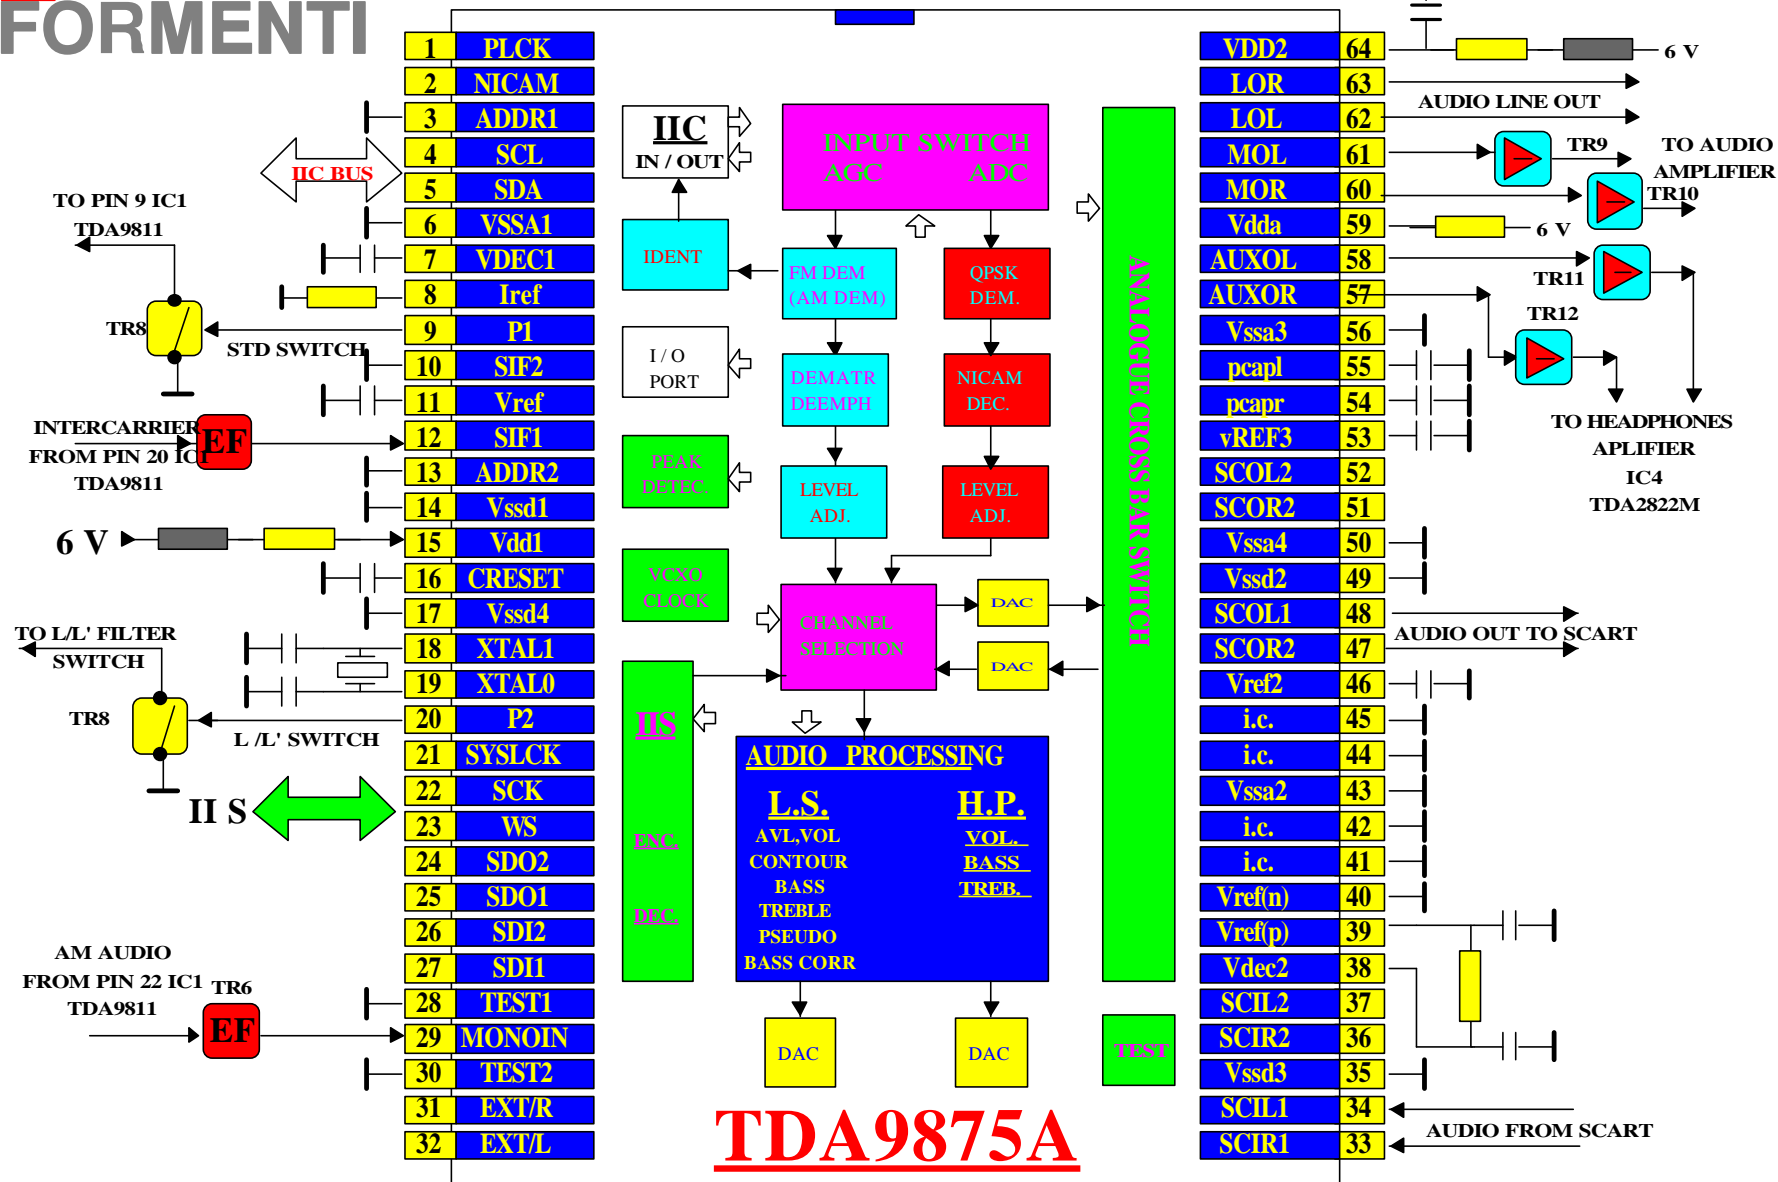 FORMENTI
1 PLCK
2 NICAM
3 ADDR1
4 SCL
5 SDA
6 VSSA1
7 VDEC1
8 Iref
9 P1
10 SIF2
11 Vref
12 SIF1
13 ADDR2
14 Vssd1
15 Vdd1
16 CRESET
17 Vssd4
18 XTAL1
19 XTAL0
20 P2
21 SYSLCK
22 SCK
23 WS
24 SDO2
25 SDO1
26 SDI2
27 SDI1
28 TEST1
29 MONOIN
30 TEST2
31 EXT/R
32 EXT/L
IIC BUS
TO PIN 9 IC1
TDA9811
TR8
STD SWITCH
INTERCARRIER
FROM PIN 20 IC1
TDA9811
EF
6 V
TO L/L' FILTER
SWITCH
TR8
L /L' SWITCH
II S
AM AUDIO
FROM PIN 22 IC1
TDA9811
TR6
EF
IIC
IN / OUT
INPUT SWITCH
AGC ADC
IDENT
FM DEM
(AM DEM)
QPSK
DEM.
I / O
PORT
DEMATR
DEEMPH
NICAM
DEC.
PEAK
DETEC.
LEVEL
ADJ.
LEVEL
ADJ.
VCXO
CLOCK
CHANNEL
SELECTION
DAC
DAC
IIS
ENC.
DEC.
AUDIO PROCESSING
L.S.
AVL,VOL
CONTOUR
BASS
TREBLE
PSEUDO
BASS CORR
H.P.
VOL.
BASS
TREB.
DAC
DAC
ANALOGUE CROSS BAR SWITCH
TEST
TDA9875A
VDD2 64
LOR 63
LOL 62
MOL 61
MOR 60
Vdda 59
AUXOL 58
AUXOR 57
Vssa3 56
pcapl 55
pcapr 54
vREF3 53
SCOL2 52
SCOR2 51
Vssa4 50
Vssd2 49
SCOL1 48
SCOR2 47
Vref2 46
i.c. 45
i.c. 44
Vssa2 43
i.c. 42
i.c. 41
Vref(n) 40
Vref(p) 39
Vdec2 38
SCIL2 37
SCIR2 36
Vssd3 35
SCIL1 34
SCIR1 33
6 V
AUDIO LINE OUT
TR9
TO AUDIO
AMPLIFIER
TR10
6 V
TR11
TR12
TO HEADPHONES
APLIFIER
IC4
TDA2822M
AUDIO OUT TO SCART
AUDIO FROM SCART